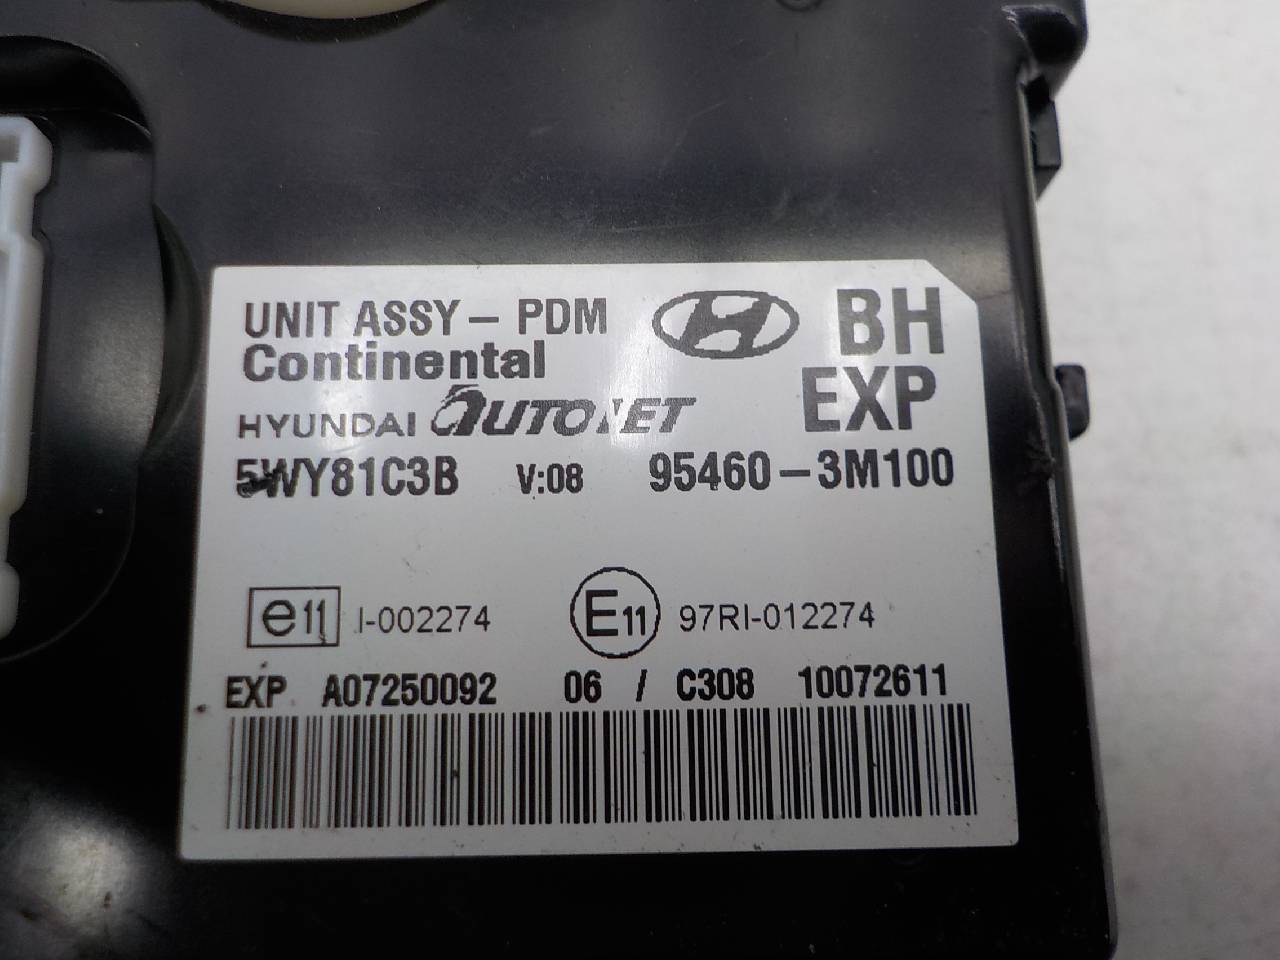 UNIT ASSY - PDM BH
Continental EXP
HYUNDAI
5WY81C3B V:08 95460-3M100
e11 I-002274 E11 97RI-012274
EXP A07250092 06 / C308 10072611